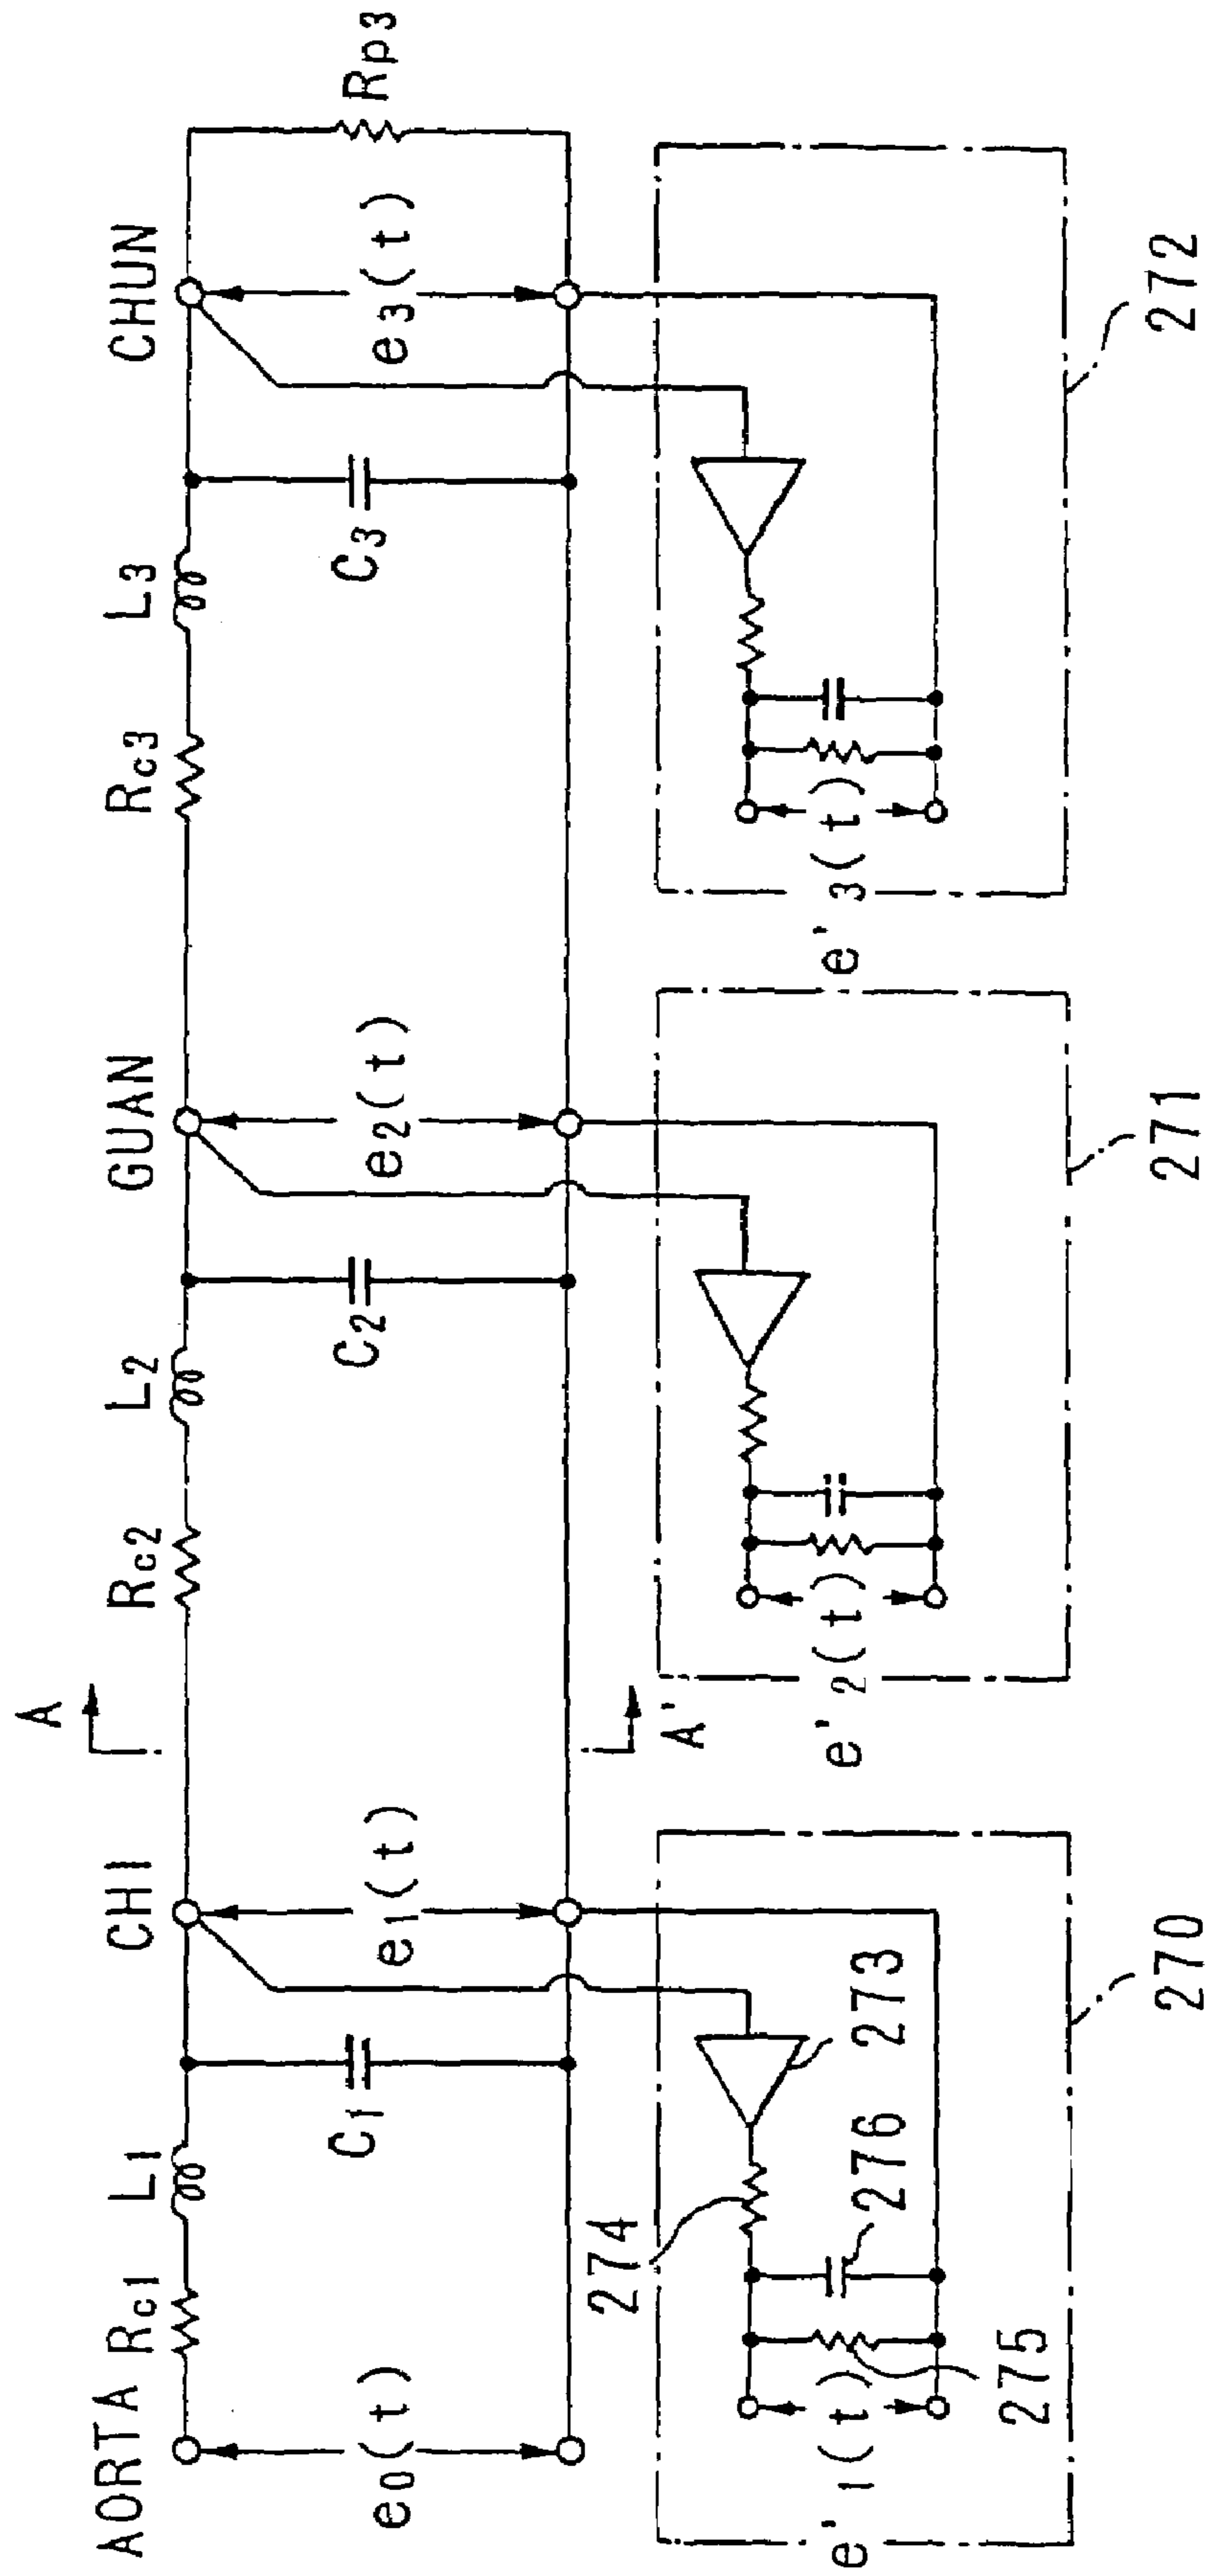 AORTA
Rc1
L1
CHI
A
Rc2
L2
GUAN
Rc3
L3
CHUN
e0(t)
C1
e1(t)
C2
e2(t)
C3
e3(t)
Rp3
A'
274
e'1(t)
275
276
273
e'2(t)
e'3(t)
270
271
272